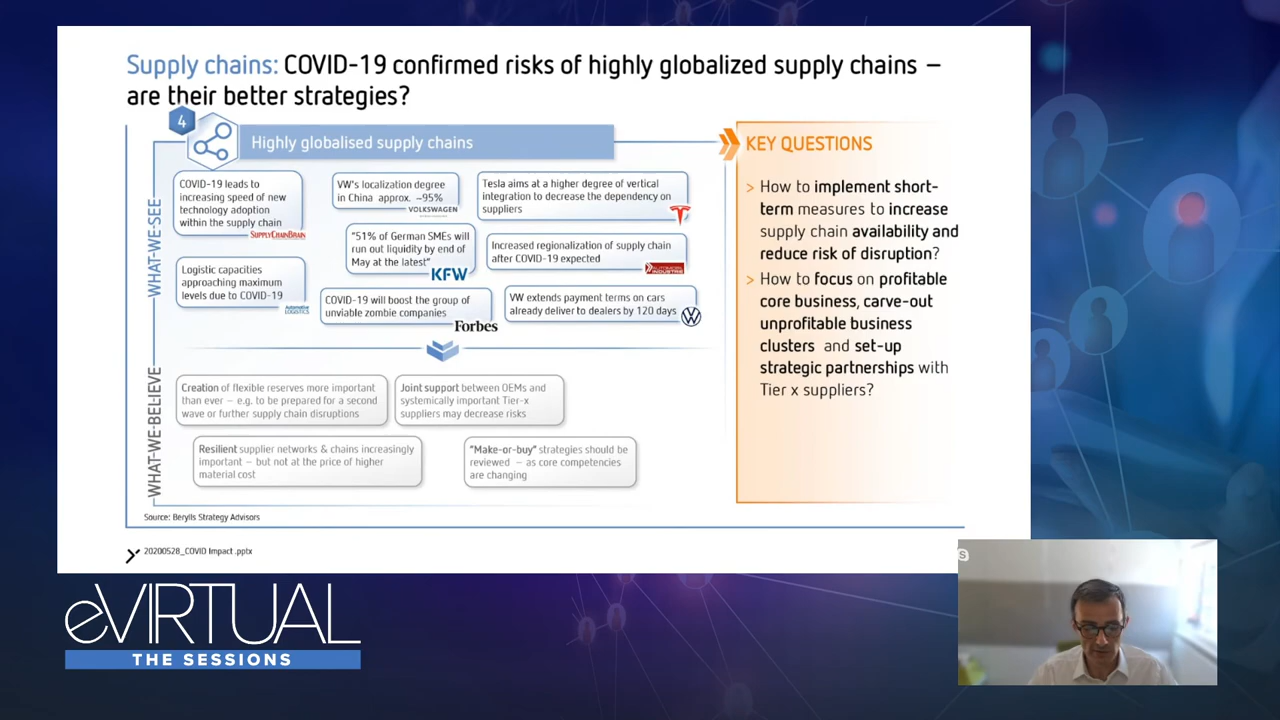 Supply chains: COVID-19 confirmed risks of highly globalized supply chains –
are their better strategies?
4
Highly globalised supply chains
WHAT-WE-SEE
COVID-19 leads to
increasing speed of new
technology adoption
within the supply chain
SUPPLYCHAINBRAIN
VW's localization degree
in China approx. ~95%
VOLKSWAGEN
Tesla aims at a higher degree of vertical
integration to decrease the dependency on
suppliers
"51% of German SMEs will
run out liquidity by end of
May at the latest"
KFW
Increased regionalization of supply chain
after COVID-19 expected
Logistic capacities
approaching maximum
levels due to COVID-19
Automotive
LOGISTICS
COVID-19 will boost the group of
unviable zombie companies
Forbes
VW extends payment terms on cars
already deliver to dealers by 120 days
WHAT-WE-BELIEVE
Creation of flexible reserves more important
than ever – e.g. to be prepared for a second
wave or further supply chain disruptions
Joint support between OEMs and
systemically important Tier-x
suppliers may decrease risks
Resilient supplier networks & chains increasingly
important – but not at the price of higher
material cost
"Make-or-buy" strategies should be
reviewed – as core competencies
are changing
KEY QUESTIONS
> How to implement short-
term measures to increase
supply chain availability and
reduce risk of disruption?
> How to focus on profitable
core business, carve-out
unprofitable business
clusters and set-up
strategic partnerships with
Tier x suppliers?
Source: Berylls Strategy Advisors
20200528_COVID Impact .pptx
eVIRTUAL
THE SESSIONS